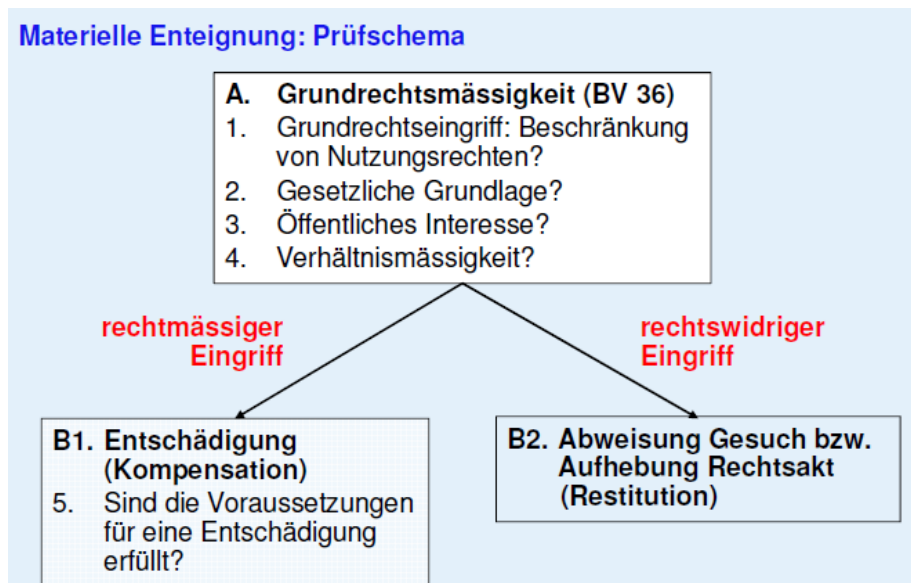 Materielle Enteignung: Prüfschema
A. Grundrechtsmässigkeit (BV 36)
1. Grundrechtseingriff: Beschränkung
von Nutzungsrechten?
2. Gesetzliche Grundlage?
3. Öffentliches Interesse?
4. Verhältnismässigkeit?
rechtmässiger
Eingriff
rechtswidriger
Eingriff
B1. Entschädigung
(Kompensation)
5. Sind die Voraussetzungen
für eine Entschädigung
erfüllt?
B2. Abweisung Gesuch bzw.
Aufhebung Rechtsakt
(Restitution)